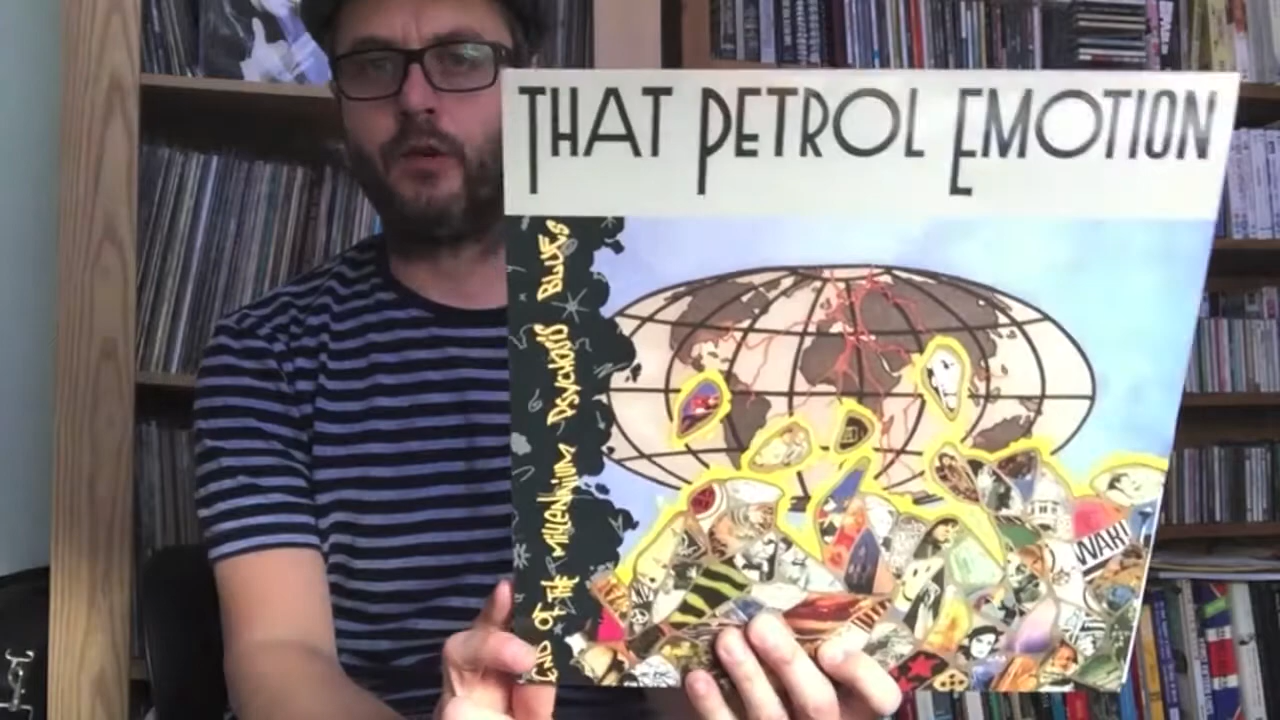 THAT PETROL EMOTION
END OF THE MILLENNIUM PSYCHOSIS BLUES
WAR!